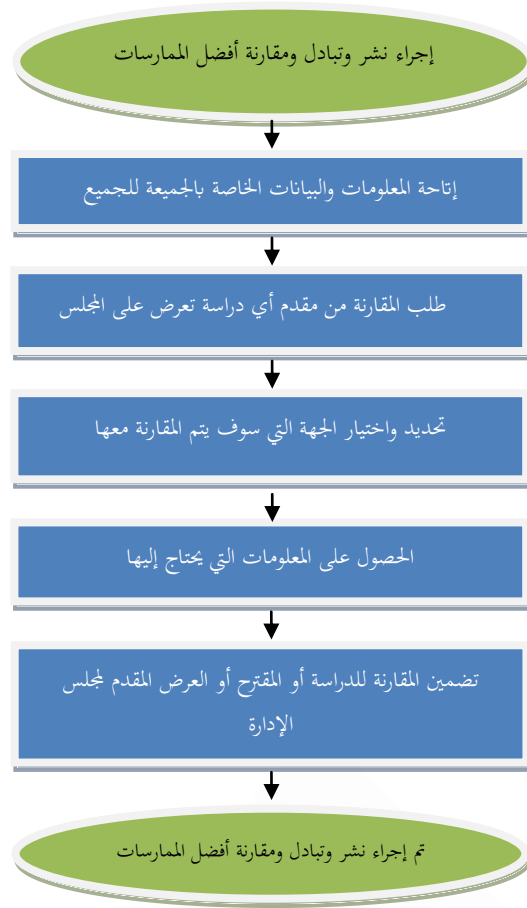 إجراء نشر وتبادل ومقارنة أفضل الممارسات
إتاحة المعلومات والبيانات الخاصة بالجميعة للجميع
طلب المقارنة من مقدم أي دراسة تعرض على المجلس
تحديد واختيار الجهة التي سوف يتم المقارنة معها
الحصول على المعلومات التي يحتاج إليها
تضمين المقارنة للدراسة أو المقترح أو العرض المقدم لمجلس
الإدارة
تم إجراء نشر وتبادل ومقارنة أفضل الممارسات